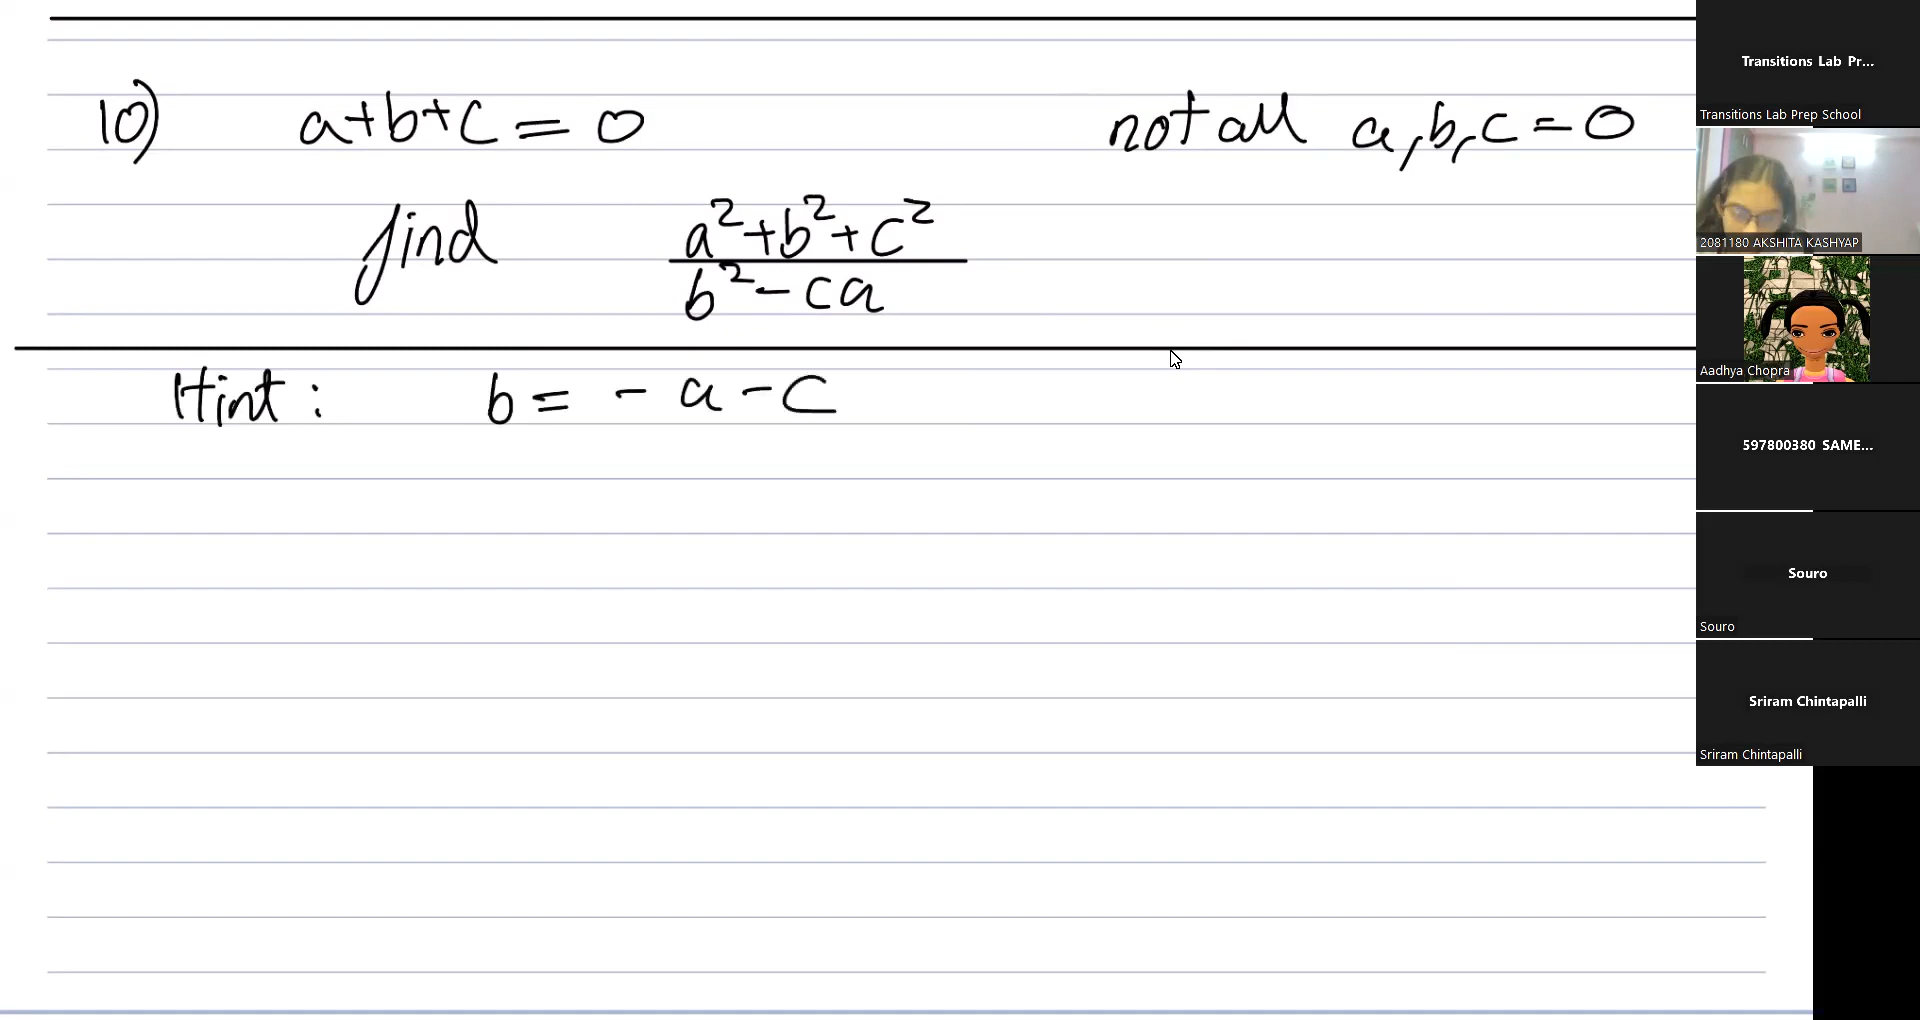 10) a+b+c = 0 not all a, b, c = 0
find a²+b²+c² / b²-ca
Hint : b = - a - c
Transitions Lab Pr...
Transitions Lab Prep School
2081180 AKSHITA KASHYAP
Aadhya Chopra
597800380 SAME...
Souro
Souro
Sriram Chintapalli
Sriram Chintapalli